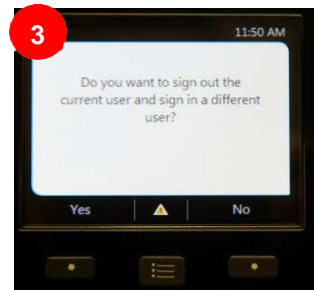 3
11:50 AM
Do you want to sign out the
current user and sign in a different
user?
Yes
No